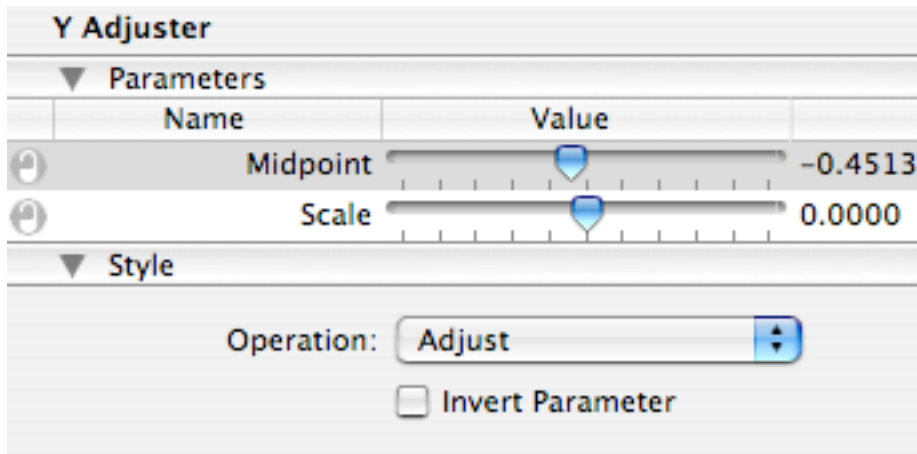 Y Adjuster
Parameters
Name Value
Midpoint -0.4513
Scale 0.0000
Style
Operation: Adjust
Invert Parameter